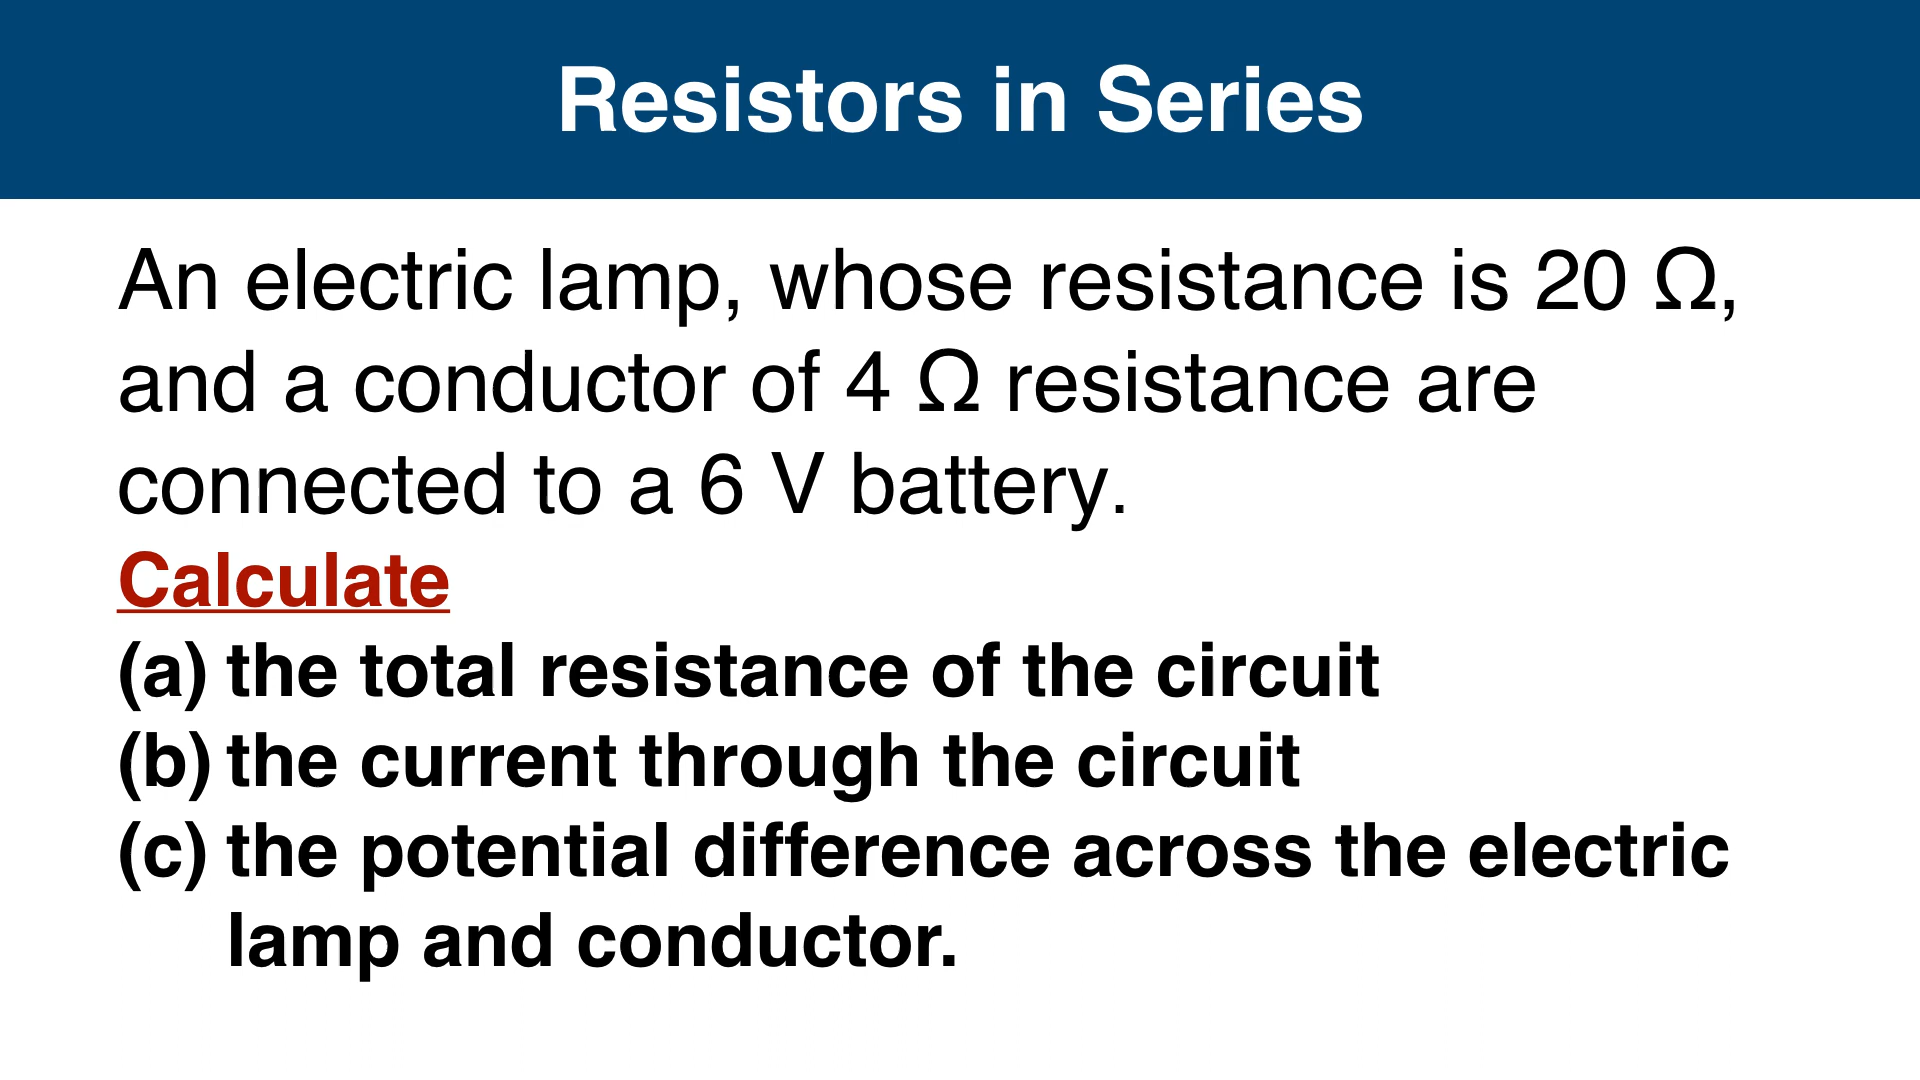 Resistors in Series
An electric lamp, whose resistance is 20 Ω,
and a conductor of 4 Ω resistance are
connected to a 6 V battery.
Calculate
(a) the total resistance of the circuit
(b) the current through the circuit
(c) the potential difference across the electric
lamp and conductor.